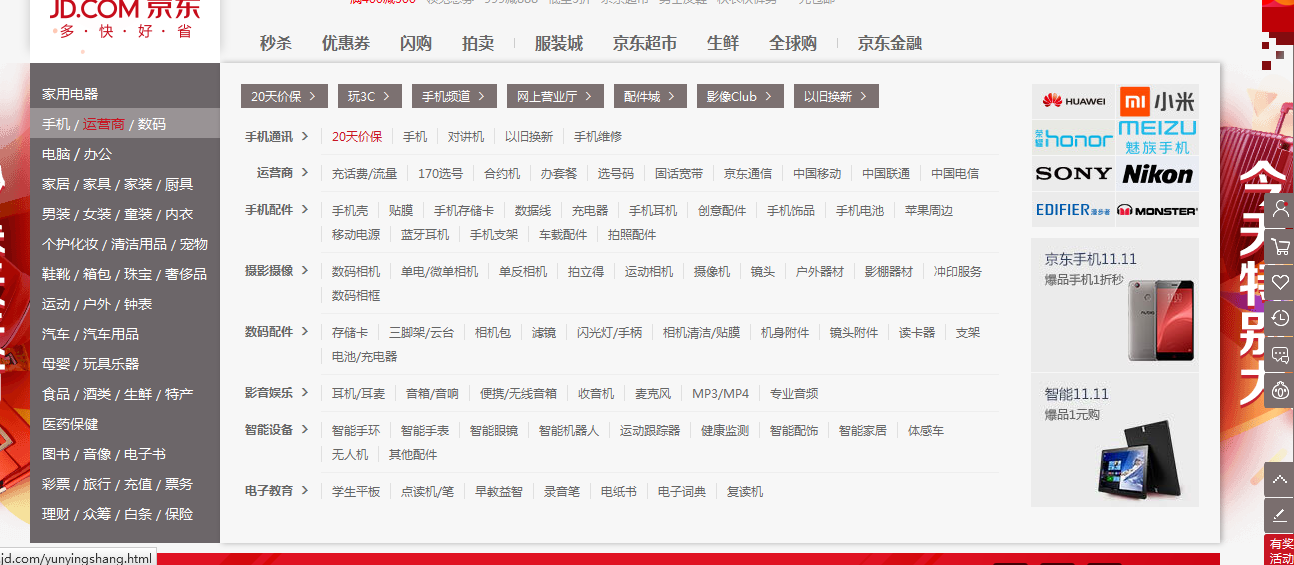 JD.COM 京东
多·快·好·省
满400减300
秒杀 优惠券 闪购 拍卖 服装城 京东超市 生鲜 全球购 京东金融
家用电器
手机 / 运营商 / 数码
电脑 / 办公
家居 / 家具 / 家装 / 厨具
男装 / 女装 / 童装 / 内衣
个护化妆 / 清洁用品 / 宠物
鞋靴 / 箱包 / 珠宝 / 奢侈品
运动 / 户外 / 钟表
汽车 / 汽车用品
母婴 / 玩具乐器
食品 / 酒类 / 生鲜 / 特产
医药保健
图书 / 音像 / 电子书
彩票 / 旅行 / 充值 / 票务
理财 / 众筹 / 白条 / 保险
20天价保 > 玩3C > 手机频道 > 网上营业厅 > 配件城 > 影像Club > 以旧换新 >
手机通讯 > 20天价保 手机 对讲机 以旧换新 手机维修
运营商 > 充话费/流量 170选号 合约机 办套餐 选号码 固话宽带 京东通信 中国移动 中国联通 中国电信
手机配件 > 手机壳 贴膜 手机存储卡 数据线 充电器 手机耳机 创意配件 手机饰品 手机电池 苹果周边
移动电源 蓝牙耳机 手机支架 车载配件 拍照配件
摄影摄像 > 数码相机 单电/微单相机 单反相机 拍立得 运动相机 摄像机 镜头 户外器材 影棚器材 冲印服务
数码相框
数码配件 > 存储卡 三脚架/云台 相机包 滤镜 闪光灯/手柄 相机清洁/贴膜 机身附件 镜头附件 读卡器 支架
电池/充电器
影音娱乐 > 耳机/耳麦 音箱/音响 便携/无线音箱 收音机 麦克风 MP3/MP4 专业音频
智能设备 > 智能手环 智能手表 智能眼镜 智能机器人 运动跟踪器 健康监测 智能配饰 智能家居 体感车
无人机 其他配件
电子教育 > 学生平板 点读机/笔 早教益智 录音笔 电纸书 电子词典 复读机
HUAWEI 小米
荣耀 honor MEIZU 魅族手机
SONY Nikon
EDIFIER 漫步者 MONSTER
京东手机11.11
爆品手机1折秒
nubia
智能11.11
爆品1元购
今天特别
有奖
活动
jd.com/yunyingshang.html